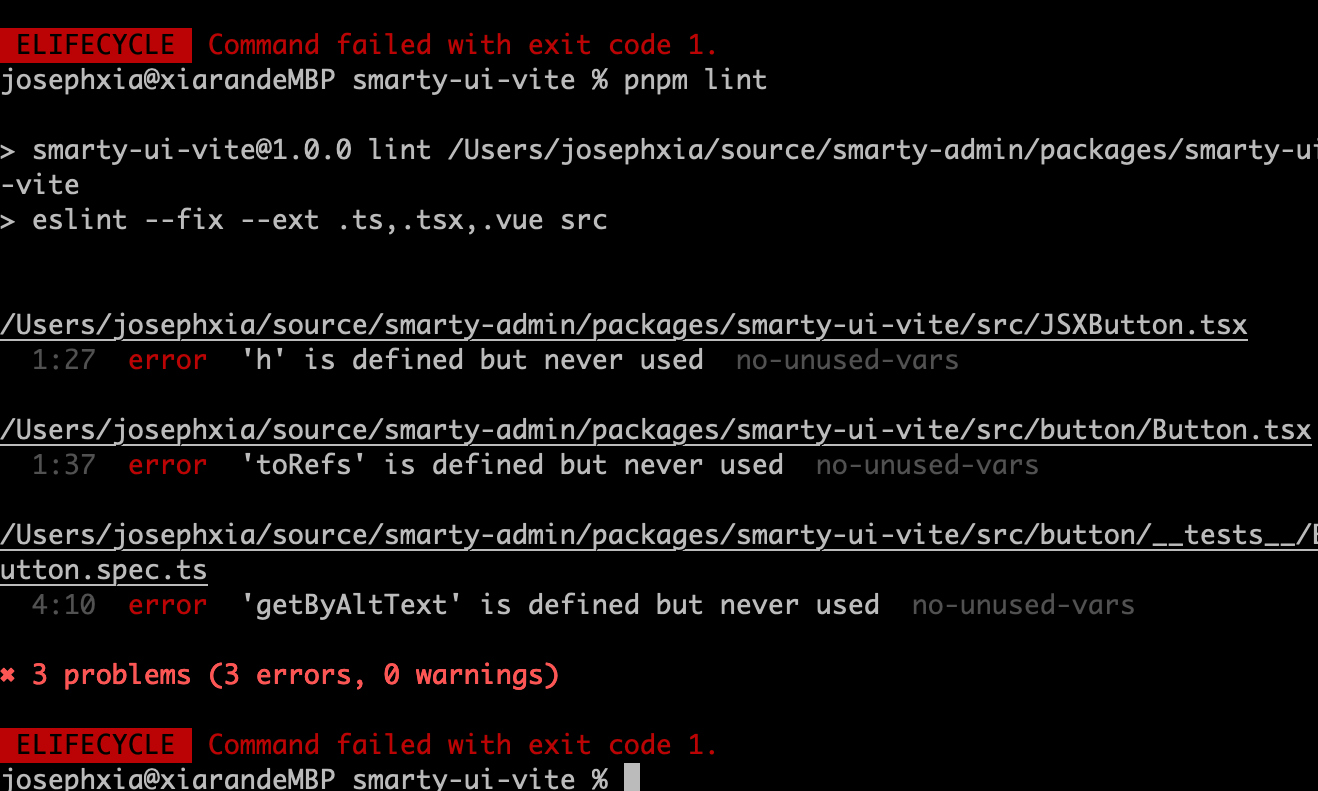 ELIFECYCLE  Command failed with exit code 1.
josephxia@xiarandeMBP smarty-ui-vite % pnpm lint
> smarty-ui-vite@1.0.0 lint /Users/josephxia/source/smarty-admin/packages/smarty-ui
-vite
> eslint --fix --ext .ts,.tsx,.vue src
/Users/josephxia/source/smarty-admin/packages/smarty-ui-vite/src/JSXButton.tsx
1:27  error  'h' is defined but never used  no-unused-vars
/Users/josephxia/source/smarty-admin/packages/smarty-ui-vite/src/button/Button.tsx
1:37  error  'toRefs' is defined but never used  no-unused-vars
/Users/josephxia/source/smarty-admin/packages/smarty-ui-vite/src/button/__tests__/B
utton.spec.ts
4:10  error  'getByAltText' is defined but never used  no-unused-vars
✖ 3 problems (3 errors, 0 warnings)
ELIFECYCLE  Command failed with exit code 1.
josephxia@xiarandeMBP smarty-ui-vite %